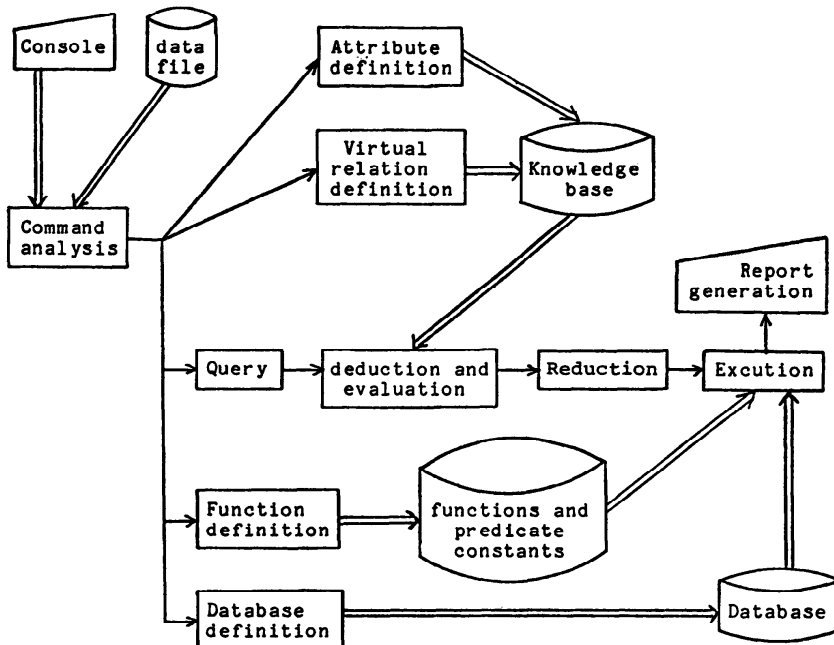 Console
data
file
Attribute
definition
Virtual
relation
definition
Knowledge
base
Command
analysis
Report
generation
Query
deduction and
evaluation
Reduction
Excution
Function
definition
functions and
predicate
constants
Database
definition
Database